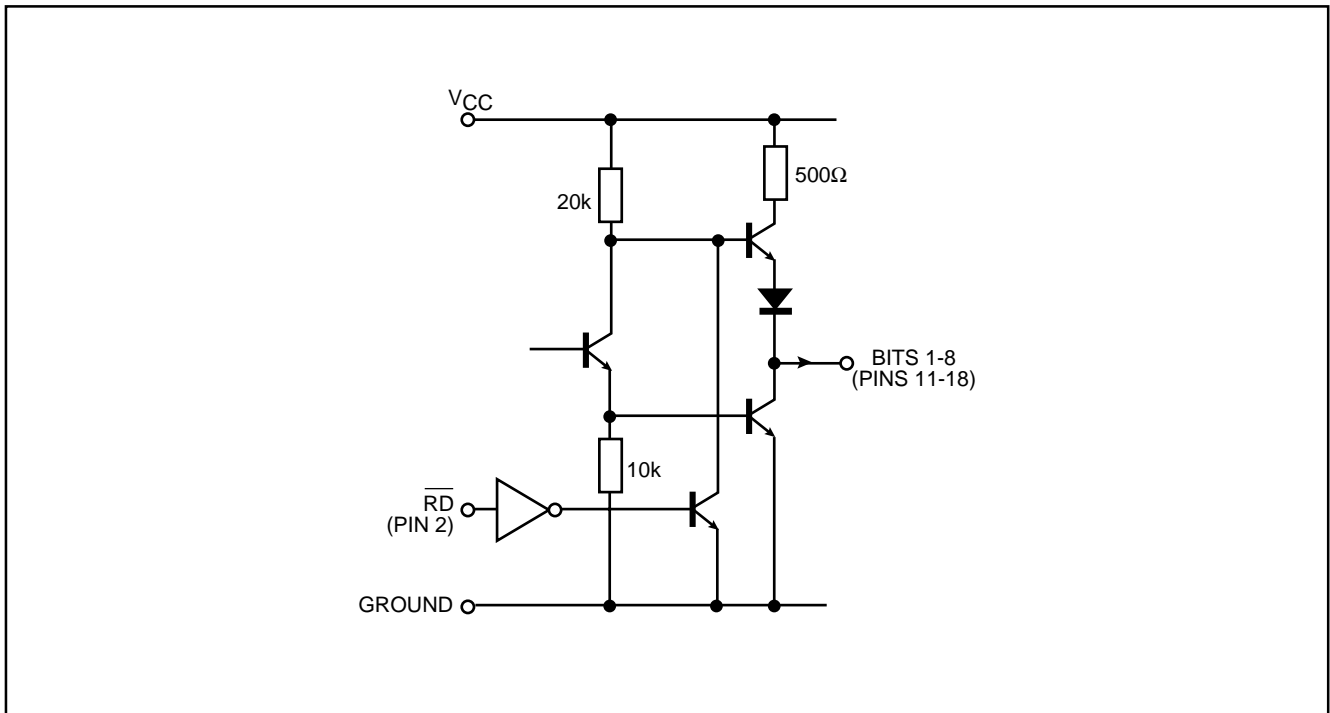 VCC
500Ω
20k
BITS 1-8
(PINS 11-18)
10k
RD
(PIN 2)
GROUND